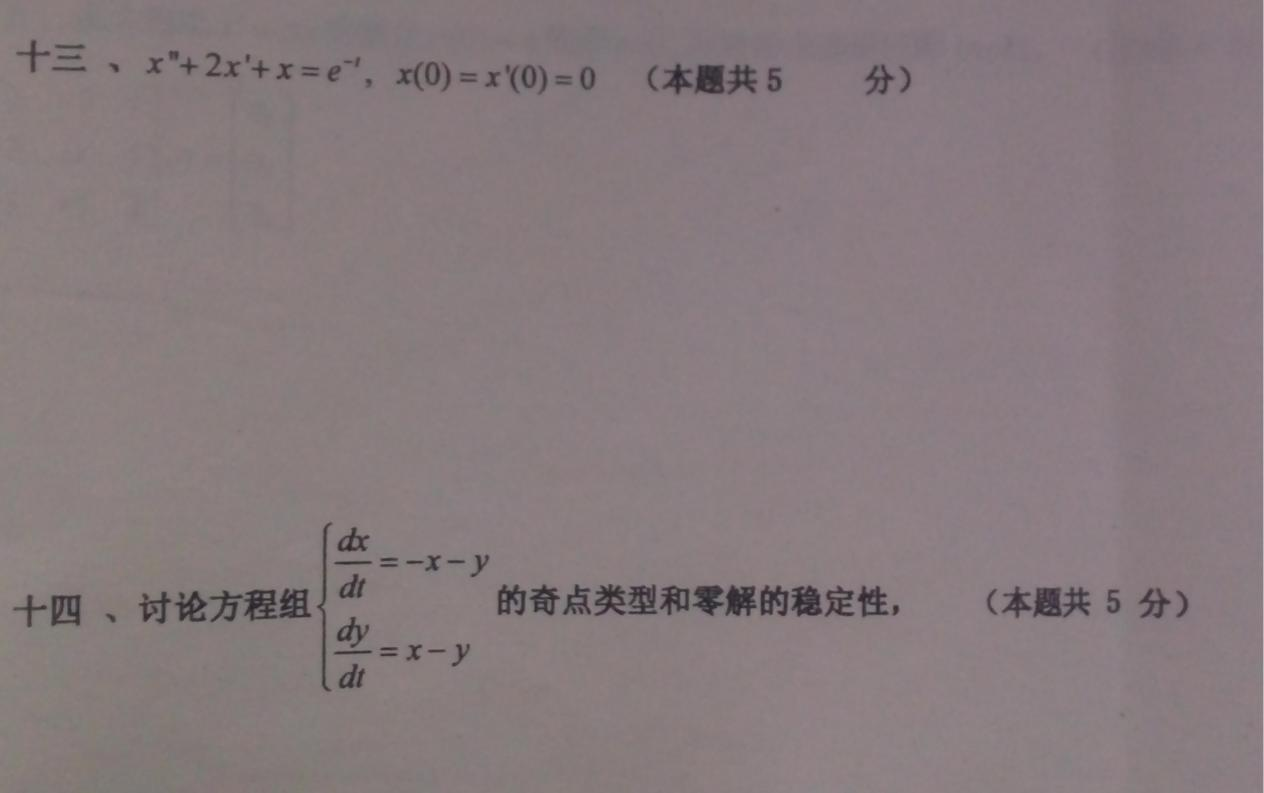 十三 、x"+2x'+x=e^{-t}, x(0)=x'(0)=0 （本题共5 分）
十四 、讨论方程组{dx/dt=-x-y 的奇点类型和零解的稳定性， （本题共 5 分）
dy/dt=x-y